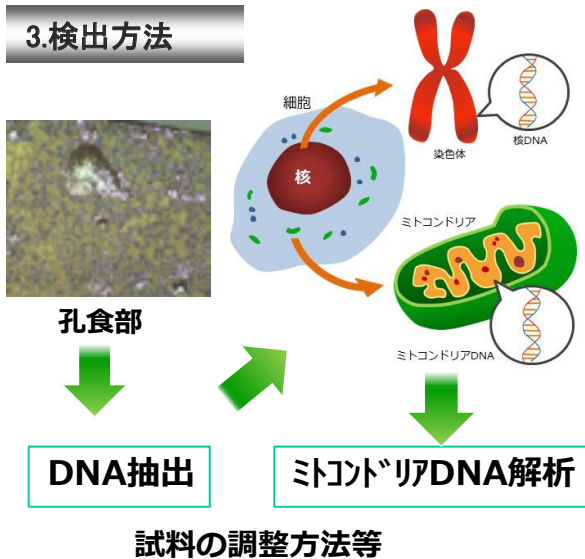 3.検出方法
細胞
核
染色体
核DNA
ミトコンドリア
ミトコンドリアDNA
孔食部
DNA抽出
ﾐﾄｺﾝﾄﾞﾘｱDNA解析
試料の調整方法等